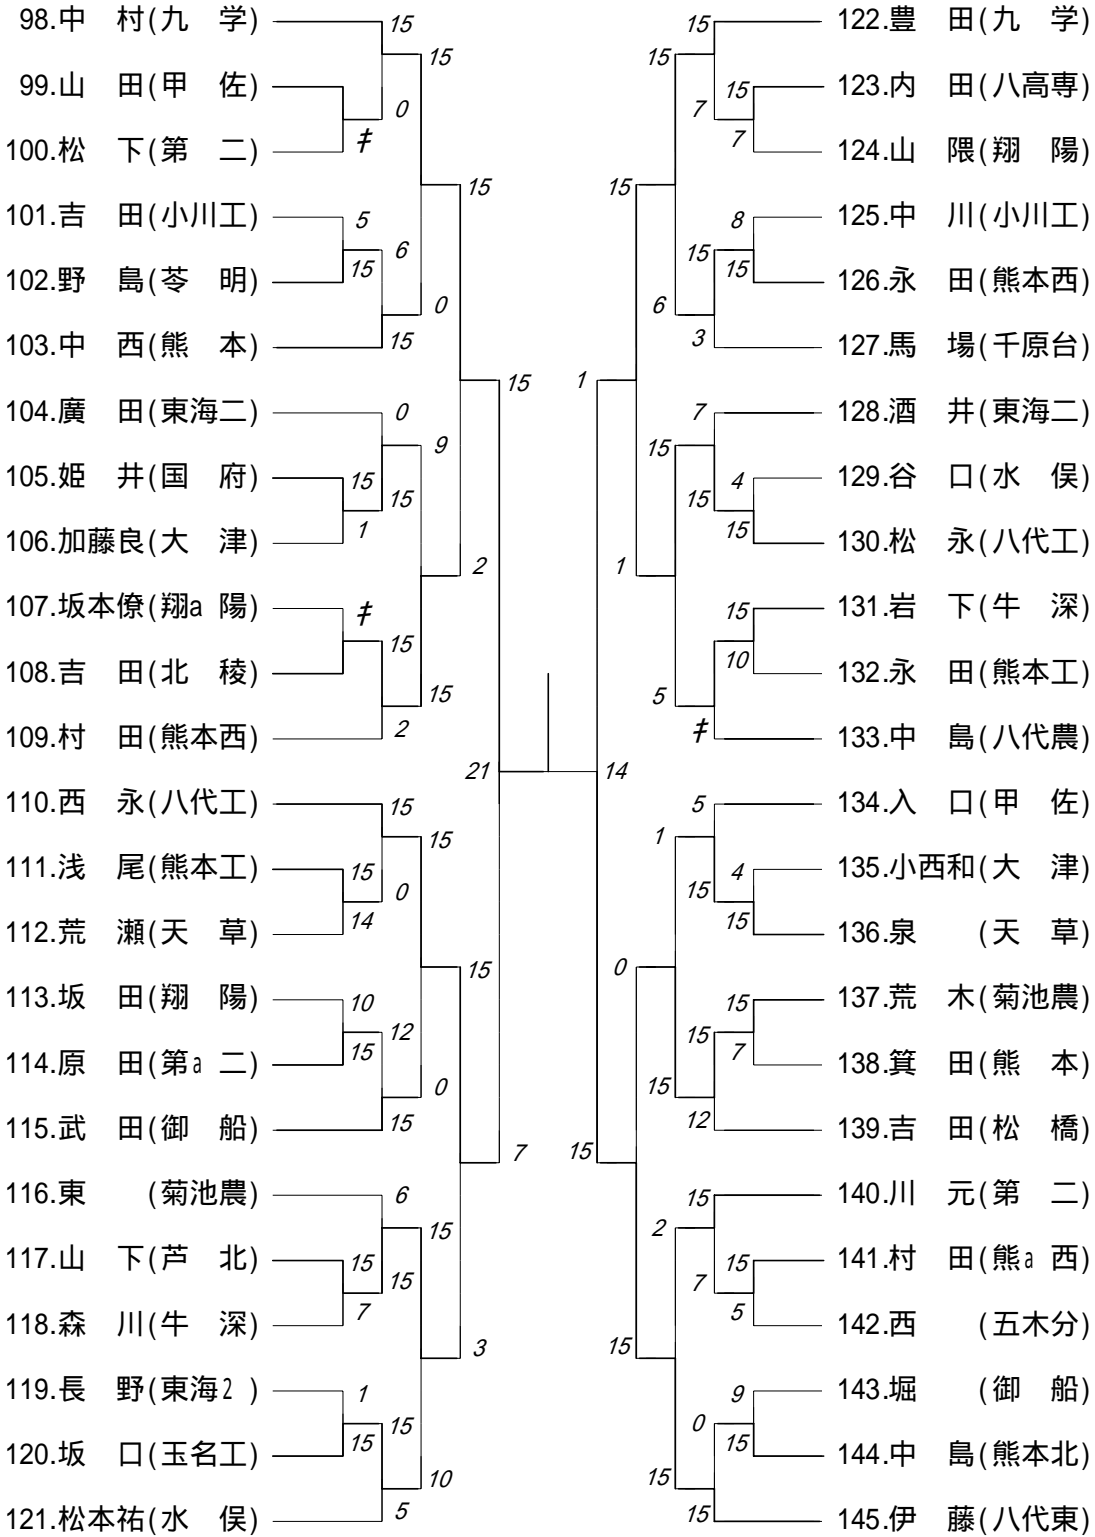 98.中　村(九　学)
99.山　田(甲　佐)
100.松　下(第　二)
101.吉　田(小川工)
102.野　島(苓　明)
103.中　西(熊　本)
104.廣　田(東海二)
105.姫　井(国　府)
106.加藤良(大　津)
107.坂本僚(翔a 陽)
108.吉　田(北　稜)
109.村　田(熊本西)
110.西　永(八代工)
111.浅　尾(熊本工)
112.荒　瀬(天　草)
113.坂　田(翔　陽)
114.原　田(第a 二)
115.武　田(御　船)
116.東　　(菊池農)
117.山　下(芦　北)
118.森　川(牛　深)
119.長　野(東海2 )
120.坂　口(玉名工)
121.松本祐(水　俣)
15
0
キ
5
15
6
15
0
15
1
キ
15
2
15
15
14
0
10
15
12
15
6
15
7
15
1
15
15
5
15
0
9
15
15
0
15
10
15
2
15
3
15
7
21
14
1
15
1
1
0
15
15
6
15
5
1
15
2
15
15
7
15
7
8
15
15
3
7
4
15
15
15
10
キ
5
4
15
15
15
7
15
12
15
15
5
7
9
15
0
15
122.豊　田(九　学)
123.内　田(八高専)
124.山　隈(翔　陽)
125.中　川(小川工)
126.永　田(熊本西)
127.馬　場(千原台)
128.酒　井(東海二)
129.谷　口(水　俣)
130.松　永(八代工)
131.岩　下(牛　深)
132.永　田(熊本工)
133.中　島(八代農)
134.入　口(甲　佐)
135.小西和(大　津)
136.泉　　(天　草)
137.荒　木(菊池農)
138.箕　田(熊　本)
139.吉　田(松　橋)
140.川　元(第　二)
141.村　田(熊a 西)
142.西　　(五木分)
143.堀　　(御　船)
144.中　島(熊本北)
145.伊　藤(八代東)